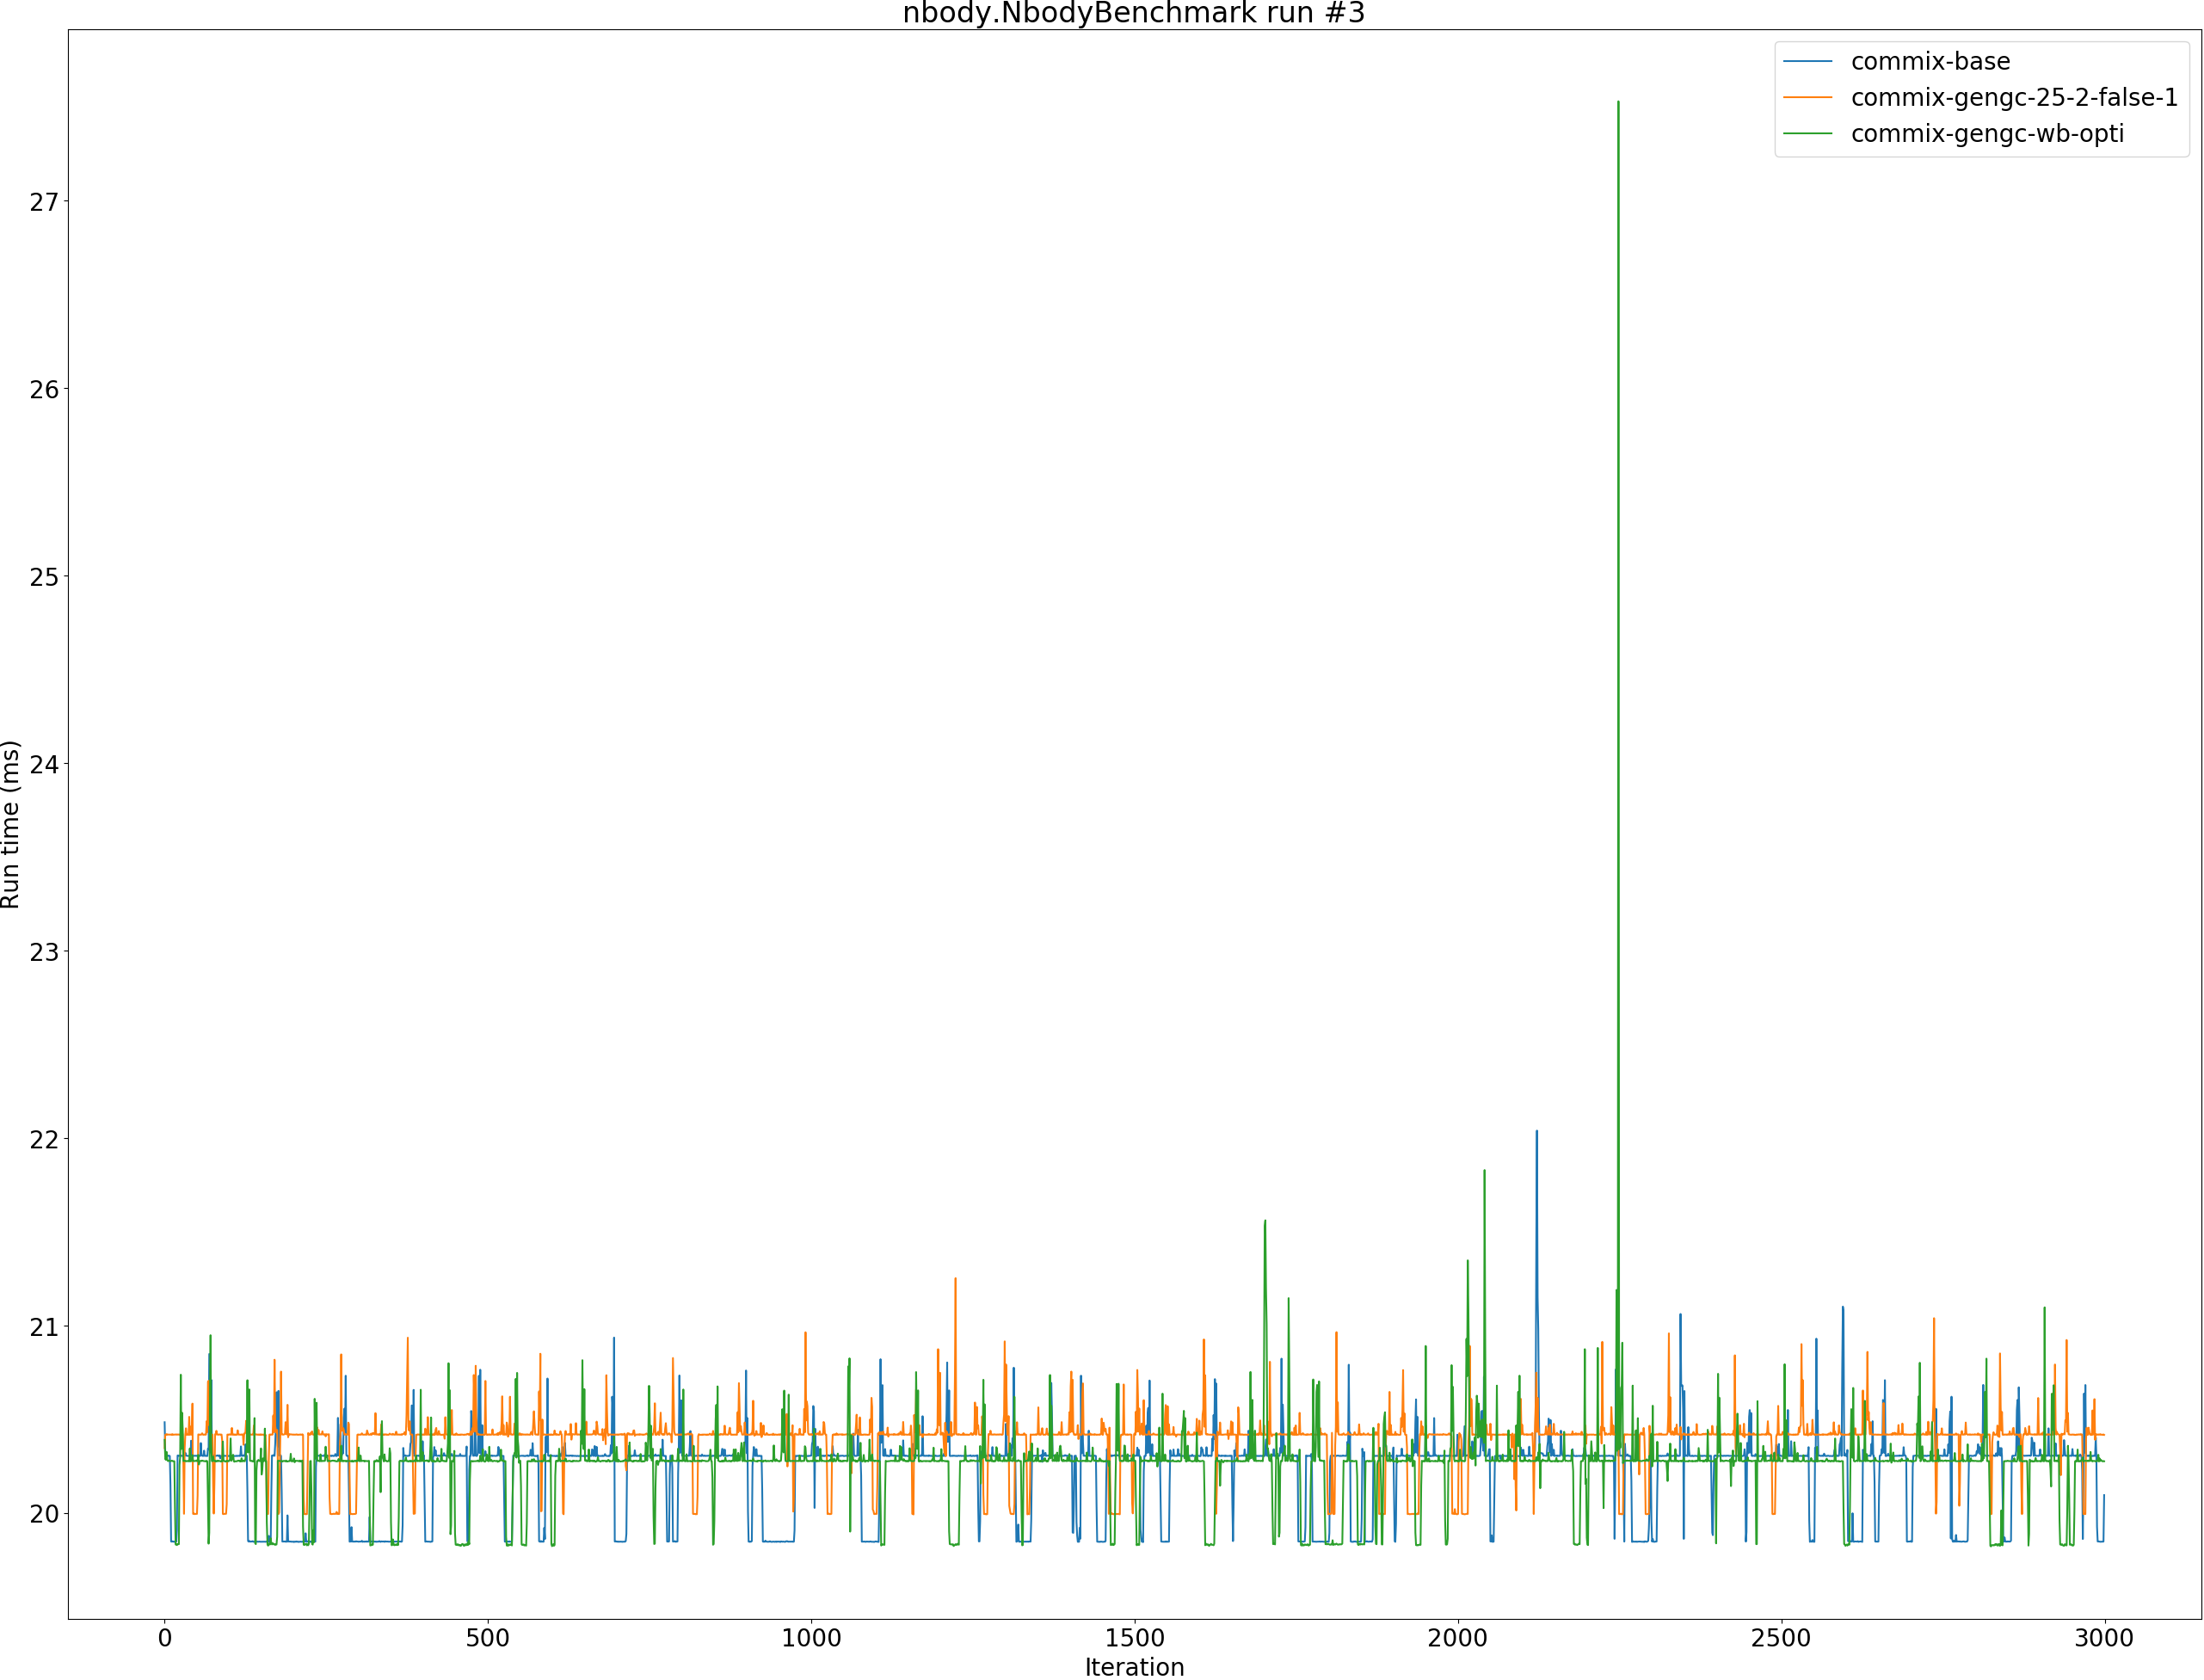 nbody.NbodyBenchmark run #3
commix-base
commix-gengc-25-2-false-1
commix-gengc-wb-opti
Run time (ms)
27
26
25
24
23
22
21
20
0 500 1000 1500 2000 2500 3000
Iteration